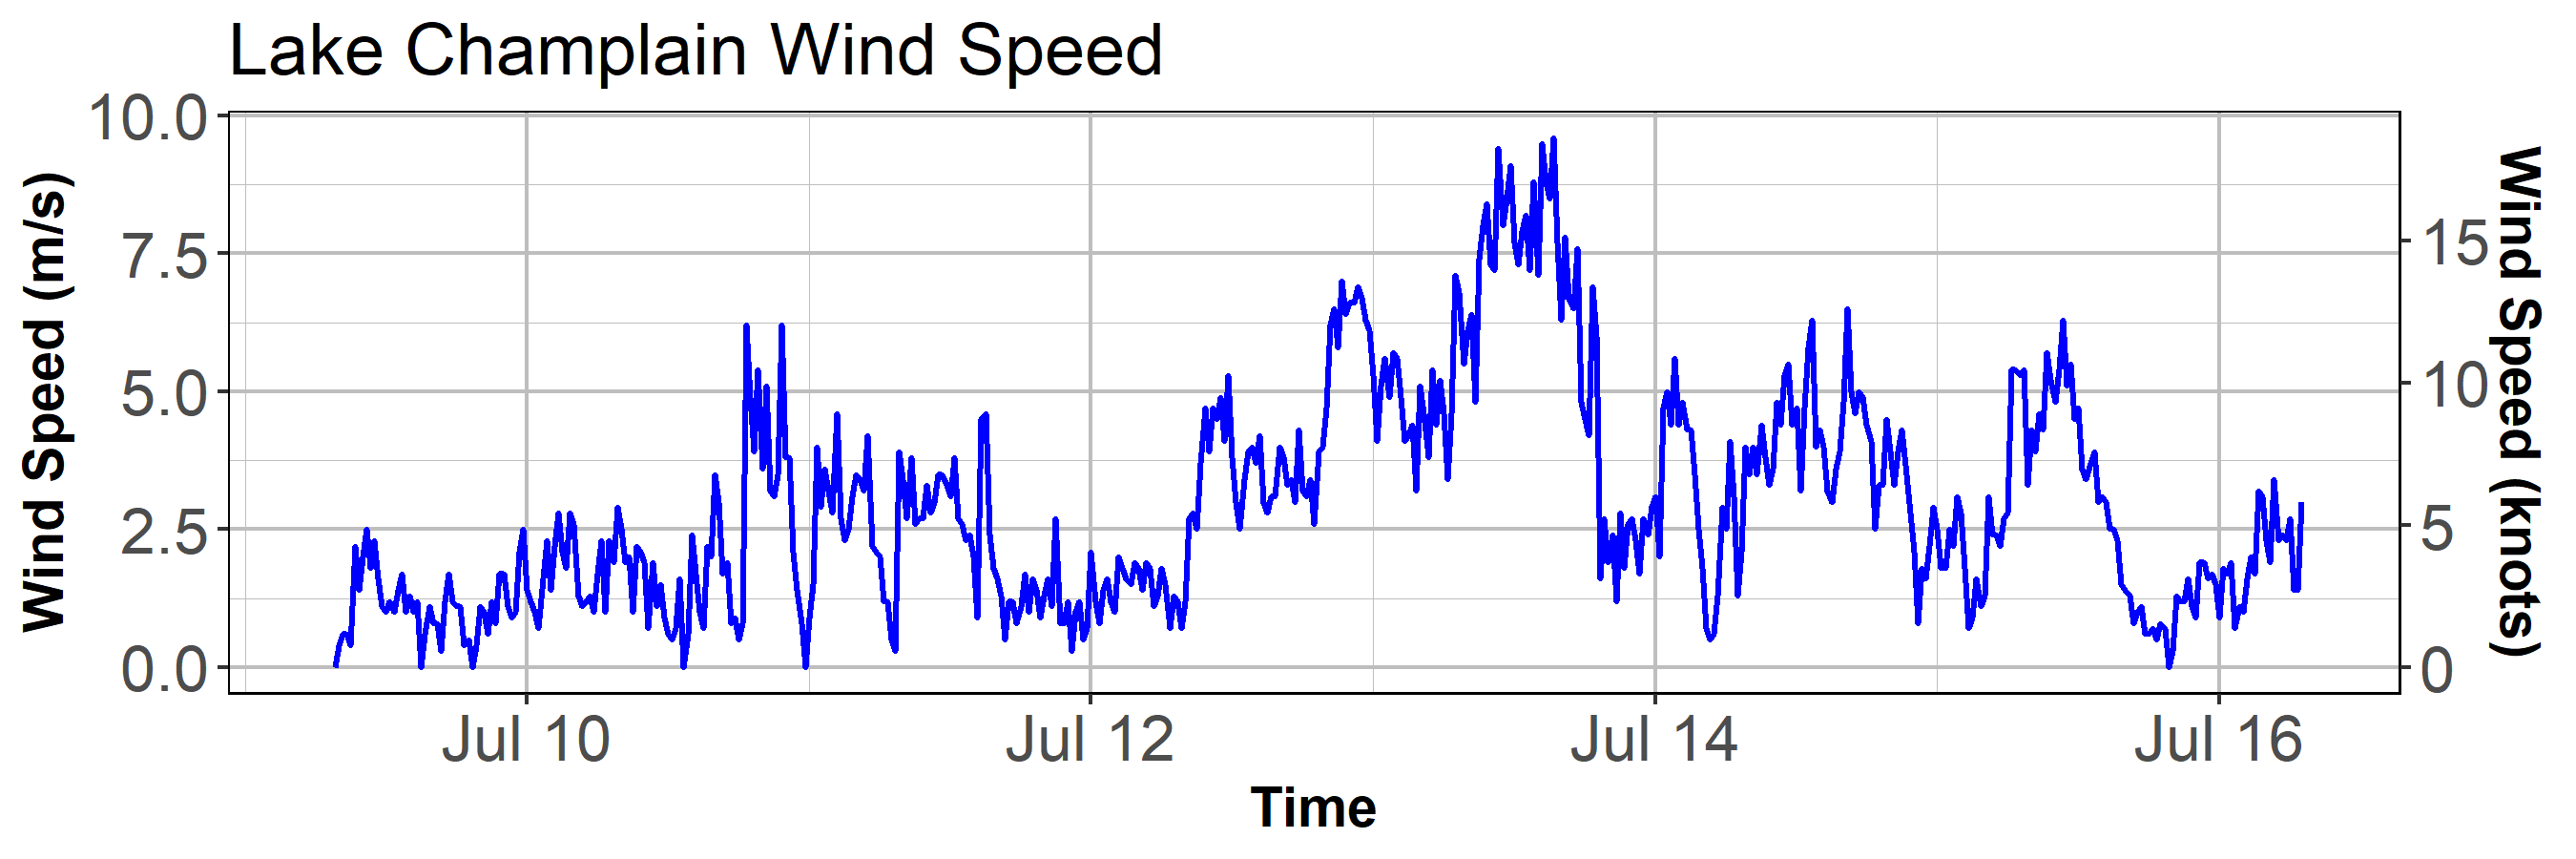 Lake Champlain Wind Speed
Wind Speed (m/s)
10.0
7.5
5.0
2.5
0.0
Wind Speed (knots)
15
10
5
0
Jul 10
Jul 12
Jul 14
Jul 16
Time